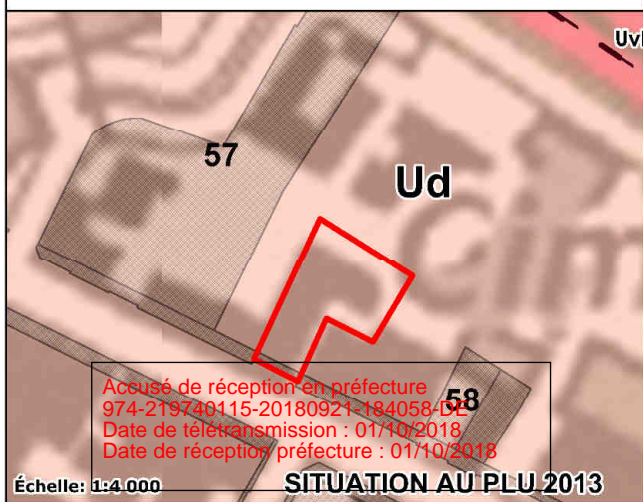 Uv
57
Ud
Cim
Accusé de réception en préfecture
58
974-219740115-20180921-184058-DE
Date de télétransmission : 01/10/2018
Date de réception préfecture : 01/10/2018
Échelle: 1:4 000
SITUATION AU PLU 2013